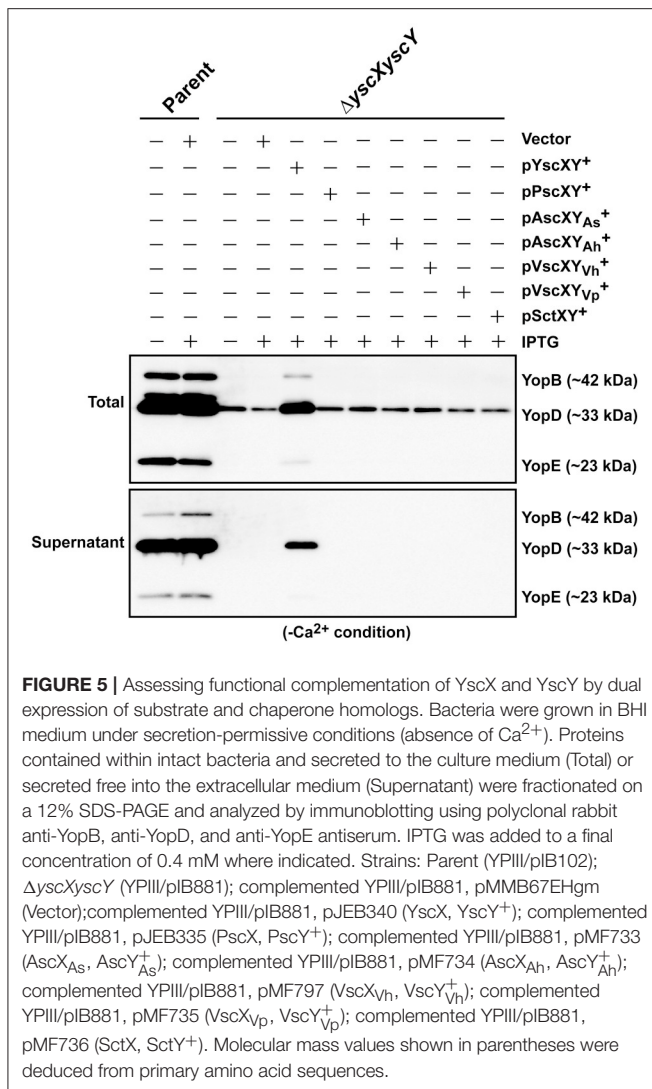 Parent
ΔyscXyscY
– + – + – – – – – – – Vector
– – – – + – – – – – – pYscXY+
– – – – – + – – – – – pPscXY+
– – – – – – + – – – – pAscXYAs+
– – – – – – – + – – – pAscXYAh+
– – – – – – – – + – – pVscXYVh+
– – – – – – – – – + – pVscXYVp+
– – – – – – – – – – + pSctXY+
– + – + + + + + + + + IPTG
YopB (~42 kDa)
Total
YopD (~33 kDa)
YopE (~23 kDa)
YopB (~42 kDa)
Supernatant
YopD (~33 kDa)
YopE (~23 kDa)
(-Ca2+ condition)
FIGURE 5 | Assessing functional complementation of YscX and YscY by dual
expression of substrate and chaperone homologs. Bacteria were grown in BHI
medium under secretion-permissive conditions (absence of Ca2+). Proteins
contained within intact bacteria and secreted to the culture medium (Total) or
secreted free into the extracellular medium (Supernatant) were fractionated on
a 12% SDS-PAGE and analyzed by immunoblotting using polyclonal rabbit
anti-YopB, anti-YopD, and anti-YopE antiserum. IPTG was added to a final
concentration of 0.4 mM where indicated. Strains: Parent (YPIII/pIB102);
ΔyscXyscY (YPIII/pIB881); complemented YPIII/pIB881, pMMB67EHgm
(Vector);complemented YPIII/pIB881, pJEB340 (YscX, YscY+); complemented
YPIII/pIB881, pJEB335 (PscX, PscY+); complemented YPIII/pIB881, pMF733
(AscXAs, AscY+As); complemented YPIII/pIB881, pMF734 (AscXAh, AscY+Ah);
complemented YPIII/pIB881, pMF797 (VscXVh, VscY+Vh); complemented
YPIII/pIB881, pMF735 (VscXVp, VscY+Vp); complemented YPIII/pIB881,
pMF736 (SctX, SctY+). Molecular mass values shown in parentheses were
deduced from primary amino acid sequences.